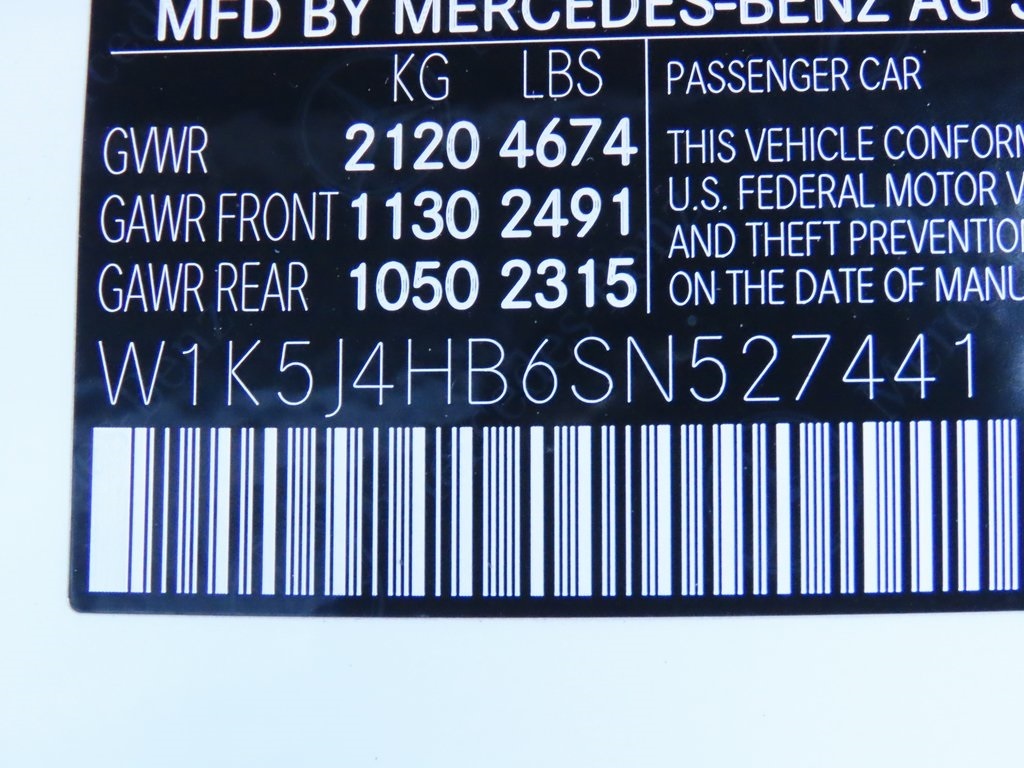 MFD BY MERCEDES-BENZ AG
KG LBS
GVWR 2120 4674
GAWR FRONT 1130 2491
GAWR REAR 1050 2315
PASSENGER CAR
THIS VEHICLE CONFORM
U.S. FEDERAL MOTOR V
AND THEFT PREVENTIO
ON THE DATE OF MANU
W1K5J4HB6SN527441